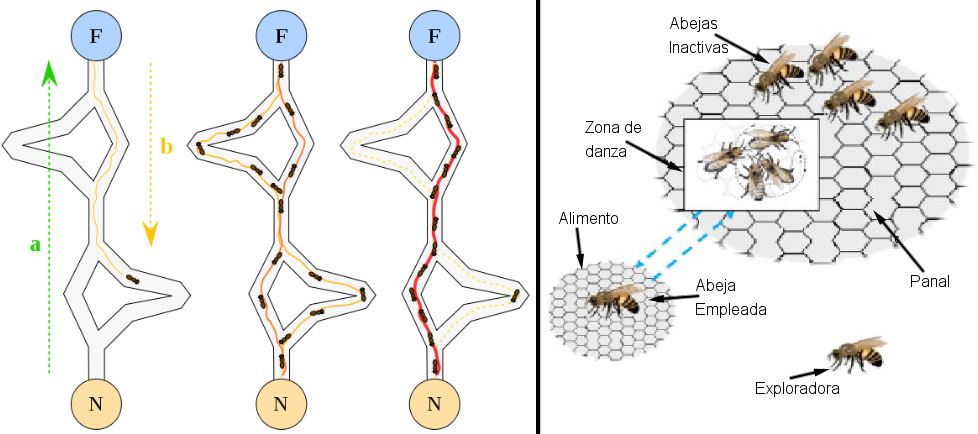 F
F
F
b
a
N
N
N
Abejas
Inactivas
Zona de
danza
Alimento
Abeja
Empleada
Panal
Exploradora